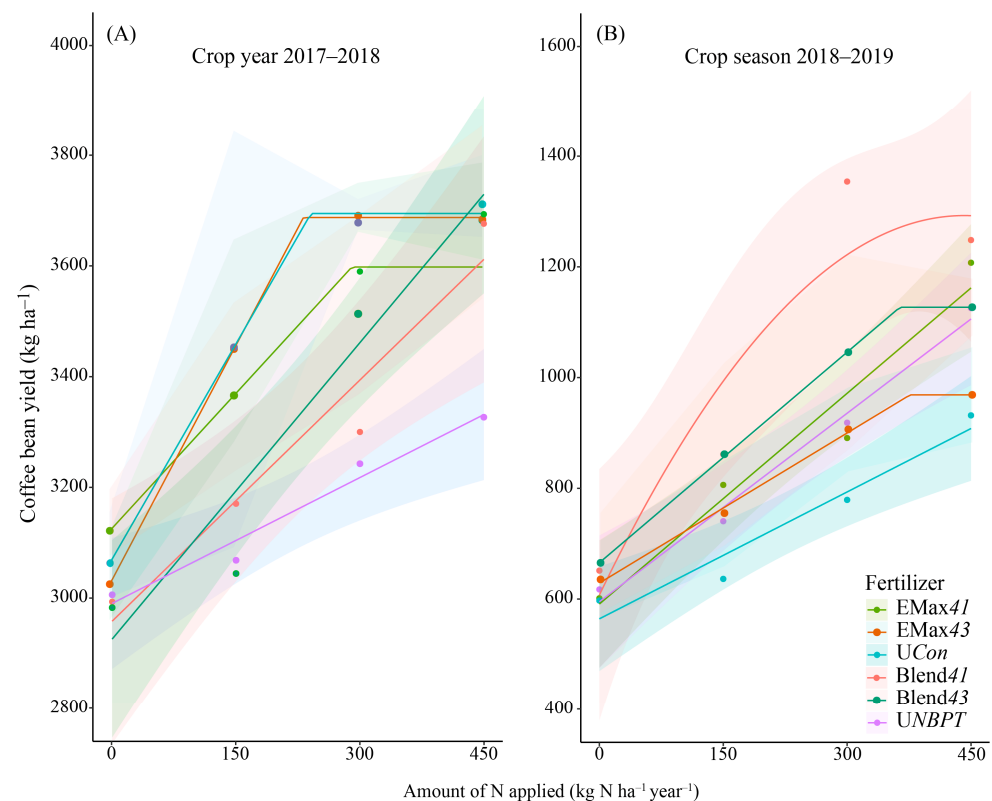 (A)
Crop year 2017–2018
(B)
Crop season 2018–2019
Coffee bean yield (kg ha⁻¹)
4000
3800
3600
3400
3200
3000
2800
0 150 300 450
1600
1400
1200
1000
800
600
400
0 150 300 450
Fertilizer
EMax41
EMax43
UCon
Blend41
Blend43
UNBPT
Amount of N applied (kg N ha⁻¹ year⁻¹)